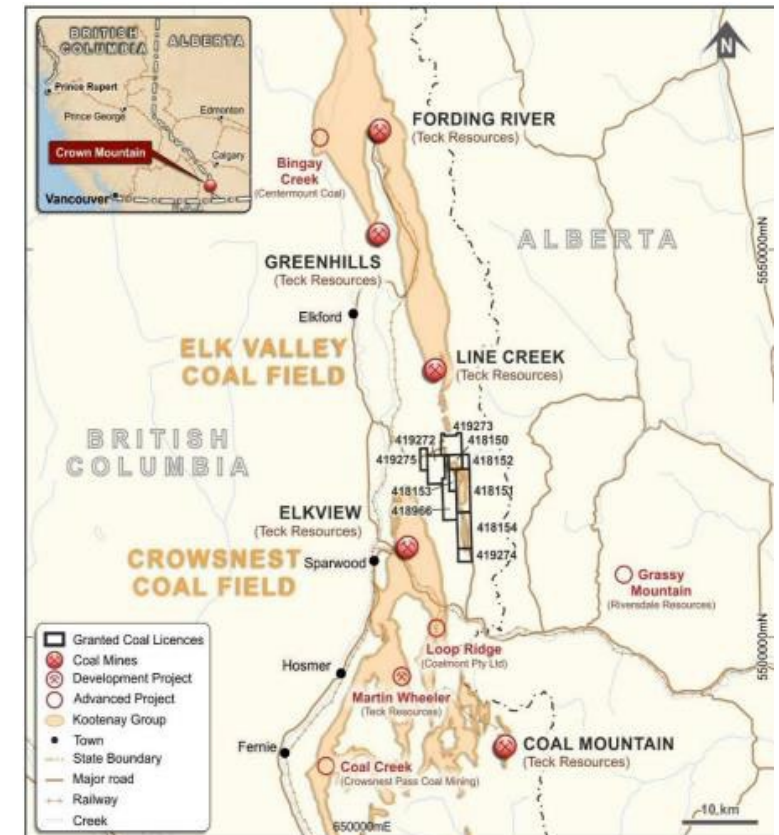 BRITISH
COLUMBIA
ALBERTA
Prince Rupert
Prince George
Edmonton
Calgary
Crown Mountain
Vancouver
N
FORDING RIVER
(Teck Resources)
Bingay
Creek
(Centermount Coal)
ALBERTA
5550000mN
GREENHILLS
(Teck Resources)
Elkford
ELK VALLEY
COAL FIELD
LINE CREEK
(Teck Resources)
BRITISH
COLUMBIA
419273
419272
418150
419275
418152
418153
418151
418966
418154
419274
ELKVIEW
(Teck Resources)
CROWSNEST
COAL FIELD
Sparwood
Grassy
Mountain
(Riversdale Resources)
Loop Ridge
(Coalmont Pty Ltd)
5500000mN
Hosmer
Martin Wheeler
(Teck Resources)
Fernie
COAL MOUNTAIN
(Teck Resources)
Coal Creek
(Crowsnest Pass Coal Mining)
650000mE
10 km
Granted Coal Licences
Coal Mines
Development Project
Advanced Project
Kootenay Group
Town
State Boundary
Major road
Railway
Creek